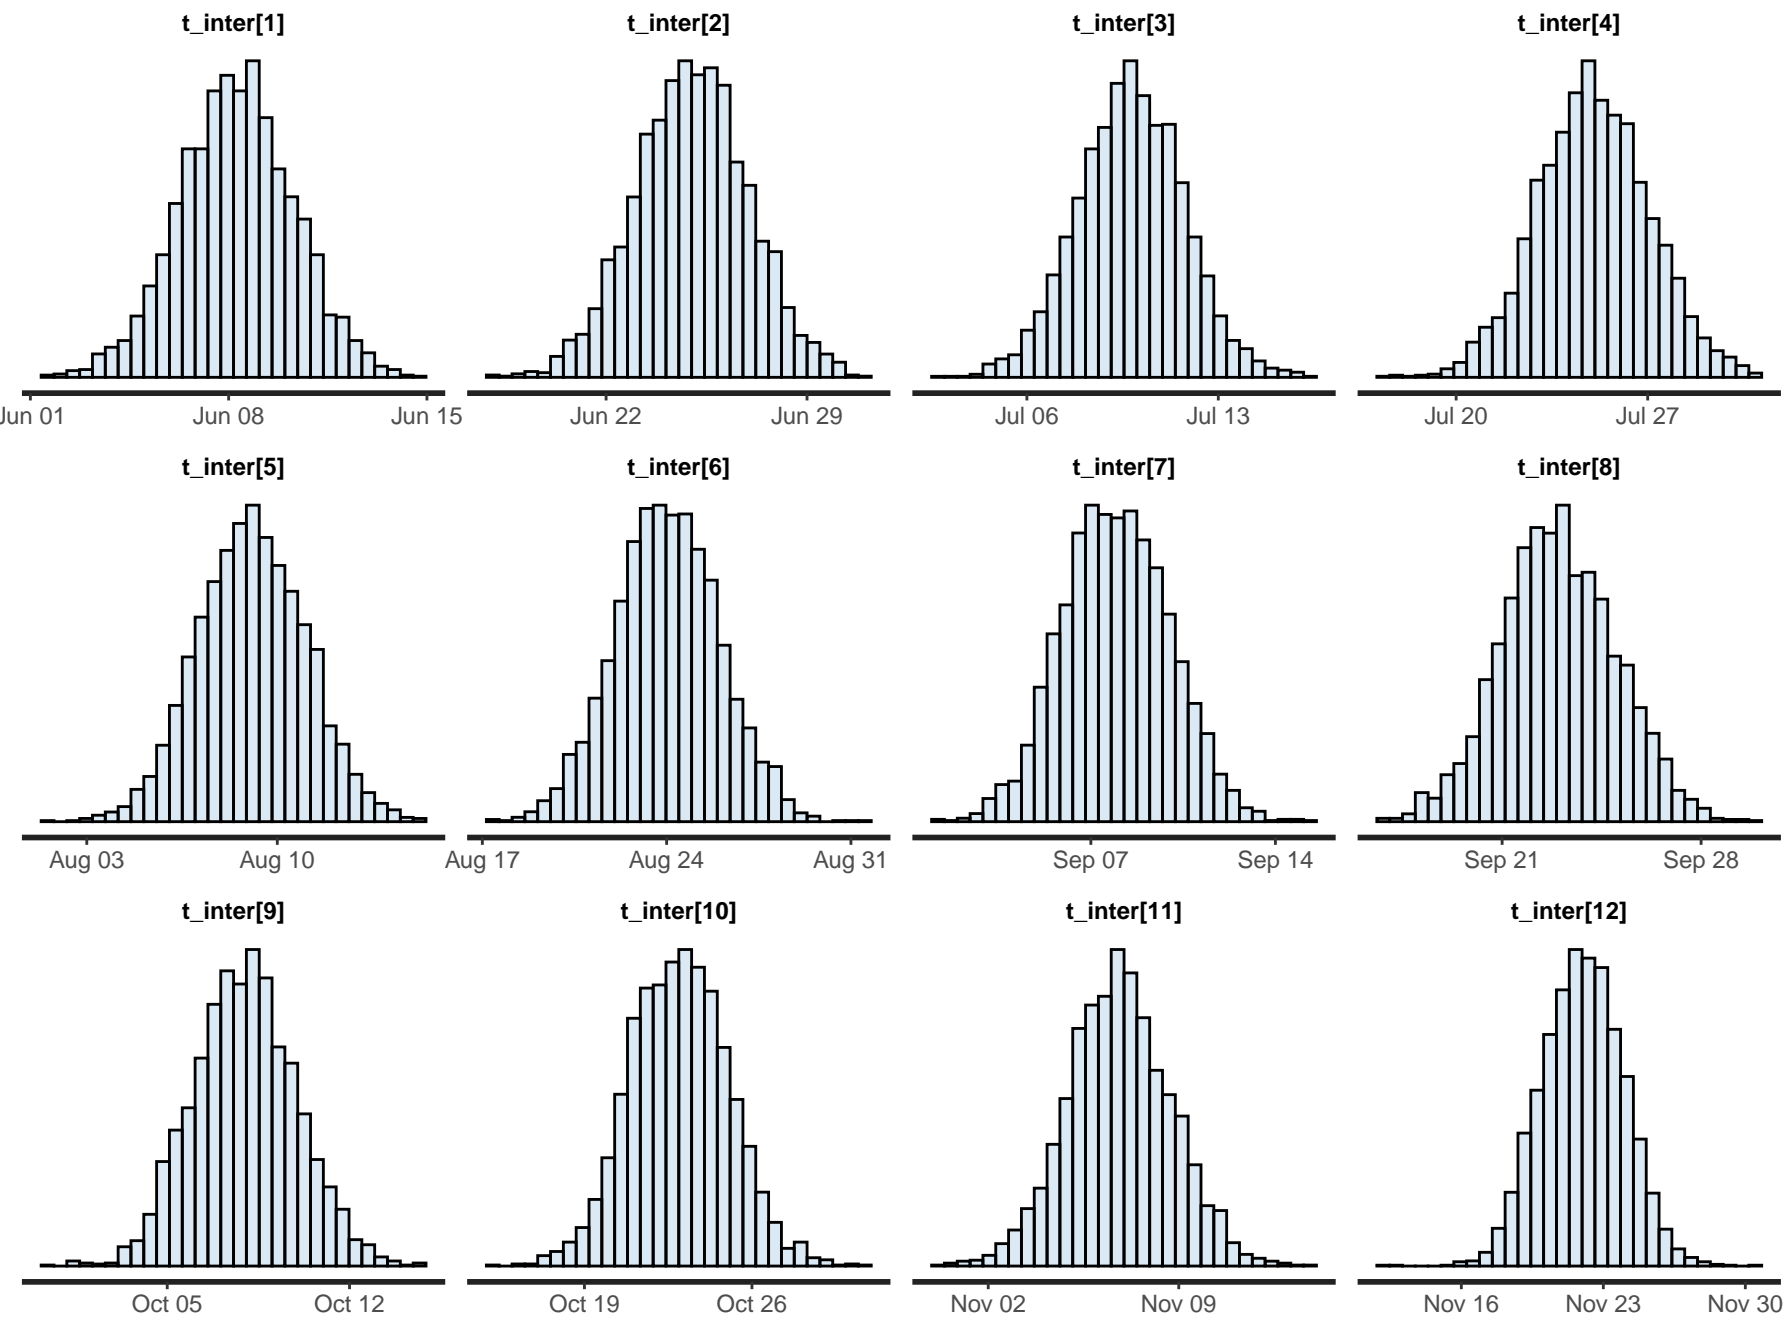 t_inter[1] t_inter[2] t_inter[3] t_inter[4]
Jun 01 Jun 08 Jun 15 Jun 22 Jun 29 Jul 06 Jul 13 Jul 20 Jul 27
t_inter[5] t_inter[6] t_inter[7] t_inter[8]
Aug 03 Aug 10 Aug 17 Aug 24 Aug 31 Sep 07 Sep 14 Sep 21 Sep 28
t_inter[9] t_inter[10] t_inter[11] t_inter[12]
Oct 05 Oct 12 Oct 19 Oct 26 Nov 02 Nov 09 Nov 16 Nov 23 Nov 30